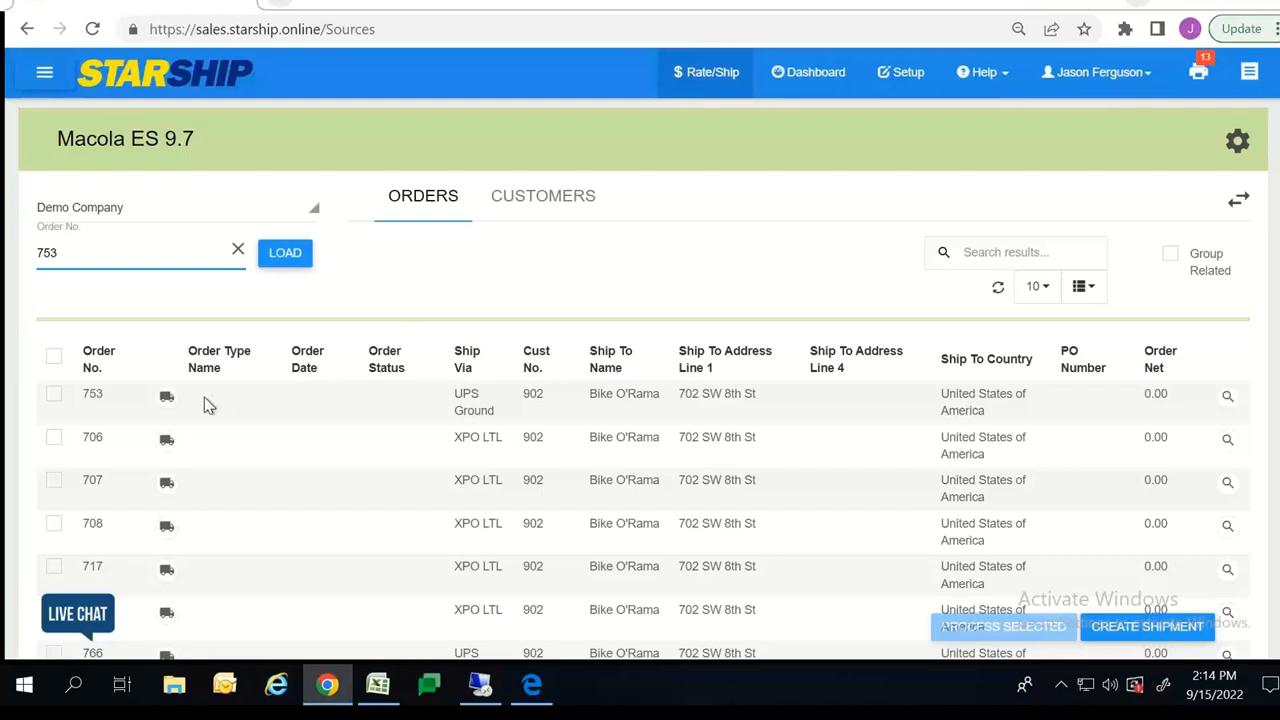 https://sales.starship.online/Sources
J
Update
STARSHIP
$ Rate/Ship
Dashboard
Setup
Help
Jason Ferguson
13
Macola ES 9.7
Demo Company
Order No.
753
LOAD
ORDERS
CUSTOMERS
Search results...
Group
Related
10
Order No. Order Type Name Order Date Order Status Ship Via Cust No. Ship To Name Ship To Address Line 1 Ship To Address Line 4 Ship To Country PO Number Order Net
753 UPS Ground 902 Bike O'Rama 702 SW 8th St United States of America 0.00
706 XPO LTL 902 Bike O'Rama 702 SW 8th St United States of America 0.00
707 XPO LTL 902 Bike O'Rama 702 SW 8th St United States of America 0.00
708 XPO LTL 902 Bike O'Rama 702 SW 8th St United States of America 0.00
717 XPO LTL 902 Bike O'Rama 702 SW 8th St United States of America 0.00
XPO LTL 902 Bike O'Rama 702 SW 8th St United States of America 0.00
766 UPS 902 Bike O'Rama 702 SW 8th St United States of 0.00
LIVE CHAT
Activate Windows
SELECTED
CREATE SHIPMENT
2:14 PM
9/15/2022